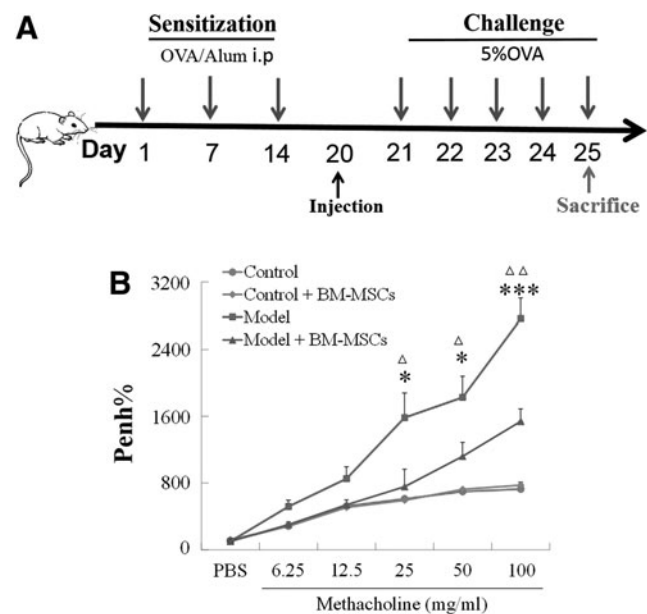 A
Sensitization
Challenge
OVA/Alum i.p
5%OVA
Day 1 7 14 20 21 22 23 24 25
Injection
Sacrifice
B
Control
Control + BM-MSCs
Model
Model + BM-MSCs
Penh%
3200
2400
1600
800
0
△
*
△
*
△△
***
PBS 6.25 12.5 25 50 100
Methacholine (mg/ml)